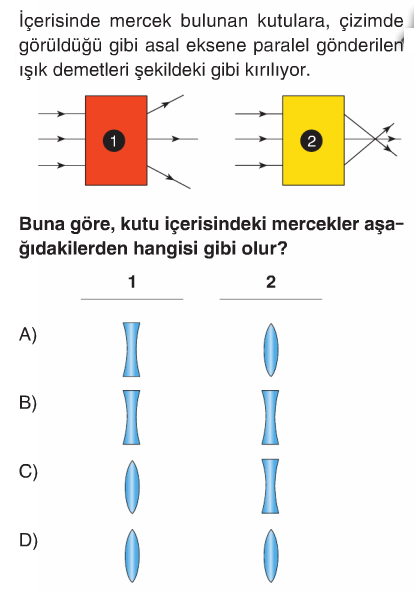 İçerisinde mercek bulunan kutulara, çizimde
görüldüğü gibi asal eksene paralel gönderilen
ışık demetleri şekildeki gibi kırılıyor.
1
2
Buna göre, kutu içerisindeki mercekler aşa-
ğıdakilerden hangisi gibi olur?
1 2
A)
B)
C)
D)